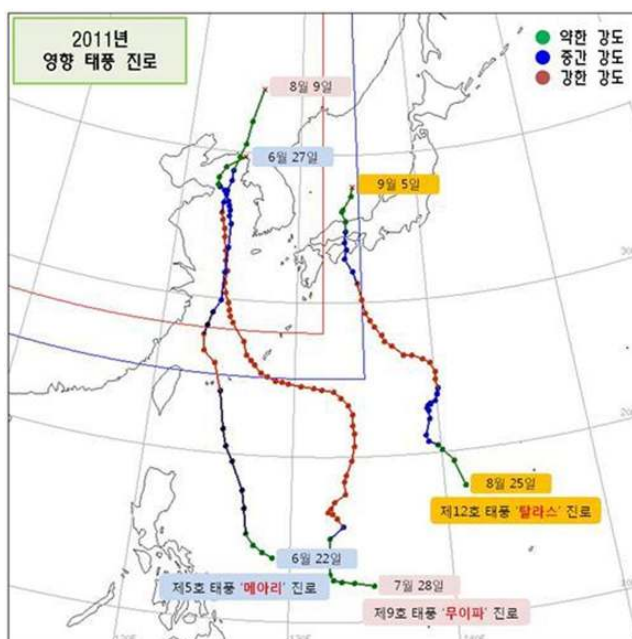 2011년
영향 태풍 진로
약한 강도
중간 강도
강한 강도
8월 9일
6월 27일
9월 5일
8월 25일
제12호 태풍 '탈라스' 진로
6월 22일
제5호 태풍 '메아리' 진로
7월 28일
제9호 태풍 '무이파' 진로